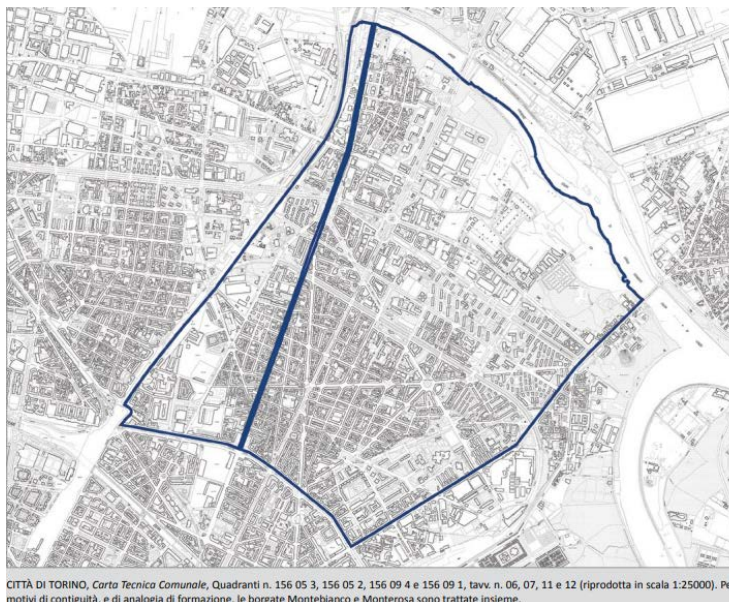 CITTÀ DI TORINO, Carta Tecnica Comunale, Quadranti n. 156 05 3, 156 05 2, 156 09 4 e 156 09 1, tavv. n. 06, 07, 11 e 12 (riprodotta in scala 1:25000). Pe
motivi di contiguità, e di analogia di formazione, le borgate Montebianco e Monterosa sono trattate insieme.